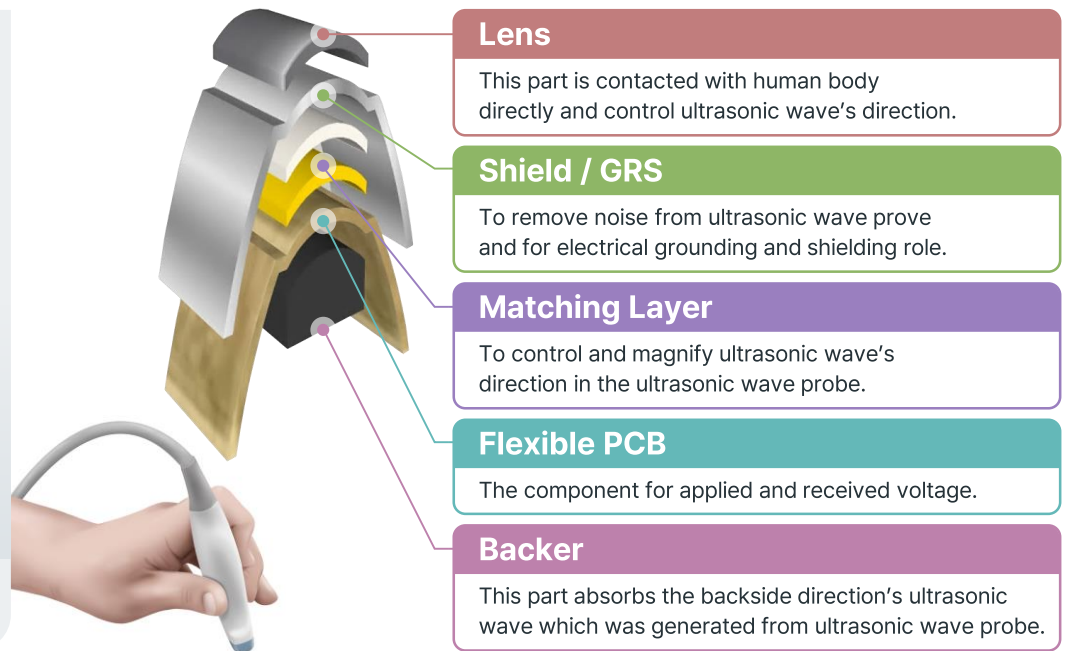 Lens
This part is contacted with human body
directly and control ultrasonic wave's direction.
Shield / GRS
To remove noise from ultrasonic wave prove
and for electrical grounding and shielding role.
Matching Layer
To control and magnify ultrasonic wave's
direction in the ultrasonic wave probe.
Flexible PCB
The component for applied and received voltage.
Backer
This part absorbs the backside direction's ultrasonic
wave which was generated from ultrasonic wave probe.